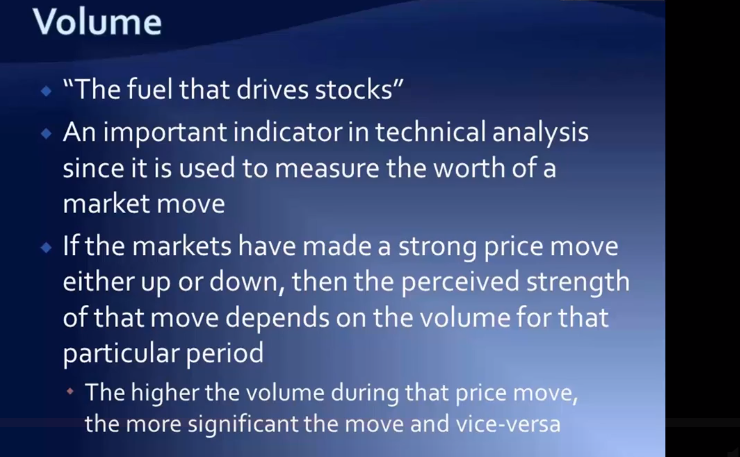 Volume
“The fuel that drives stocks”
An important indicator in technical analysis
since it is used to measure the worth of a
market move
If the markets have made a strong price move
either up or down, then the perceived strength
of that move depends on the volume for that
particular period
The higher the volume during that price move,
the more significant the move and vice-versa